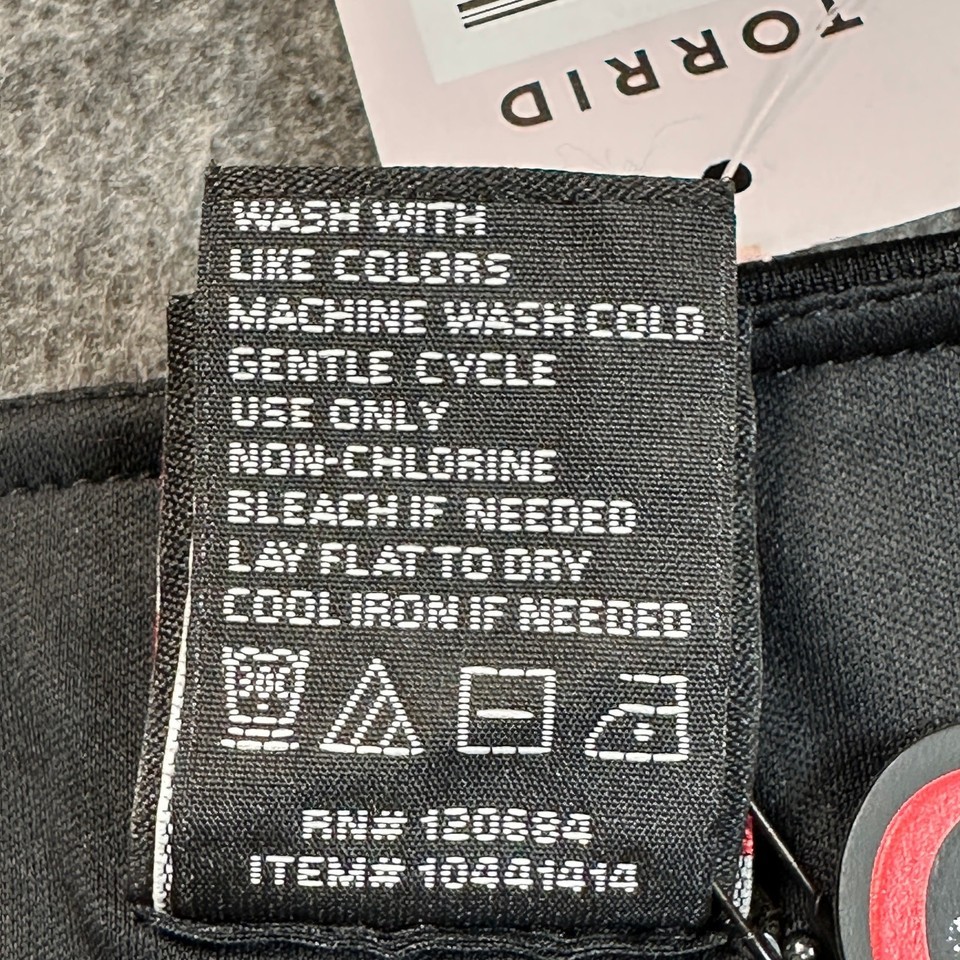 TORRID
WASH WITH
LIKE COLORS
MACHINE WASH COLD
GENTLE CYCLE
USE ONLY
NON-CHLORINE
BLEACH IF NEEDED
LAY FLAT TO DRY
COOL IRON IF NEEDED
RN# 130884
ITEM# 10441414